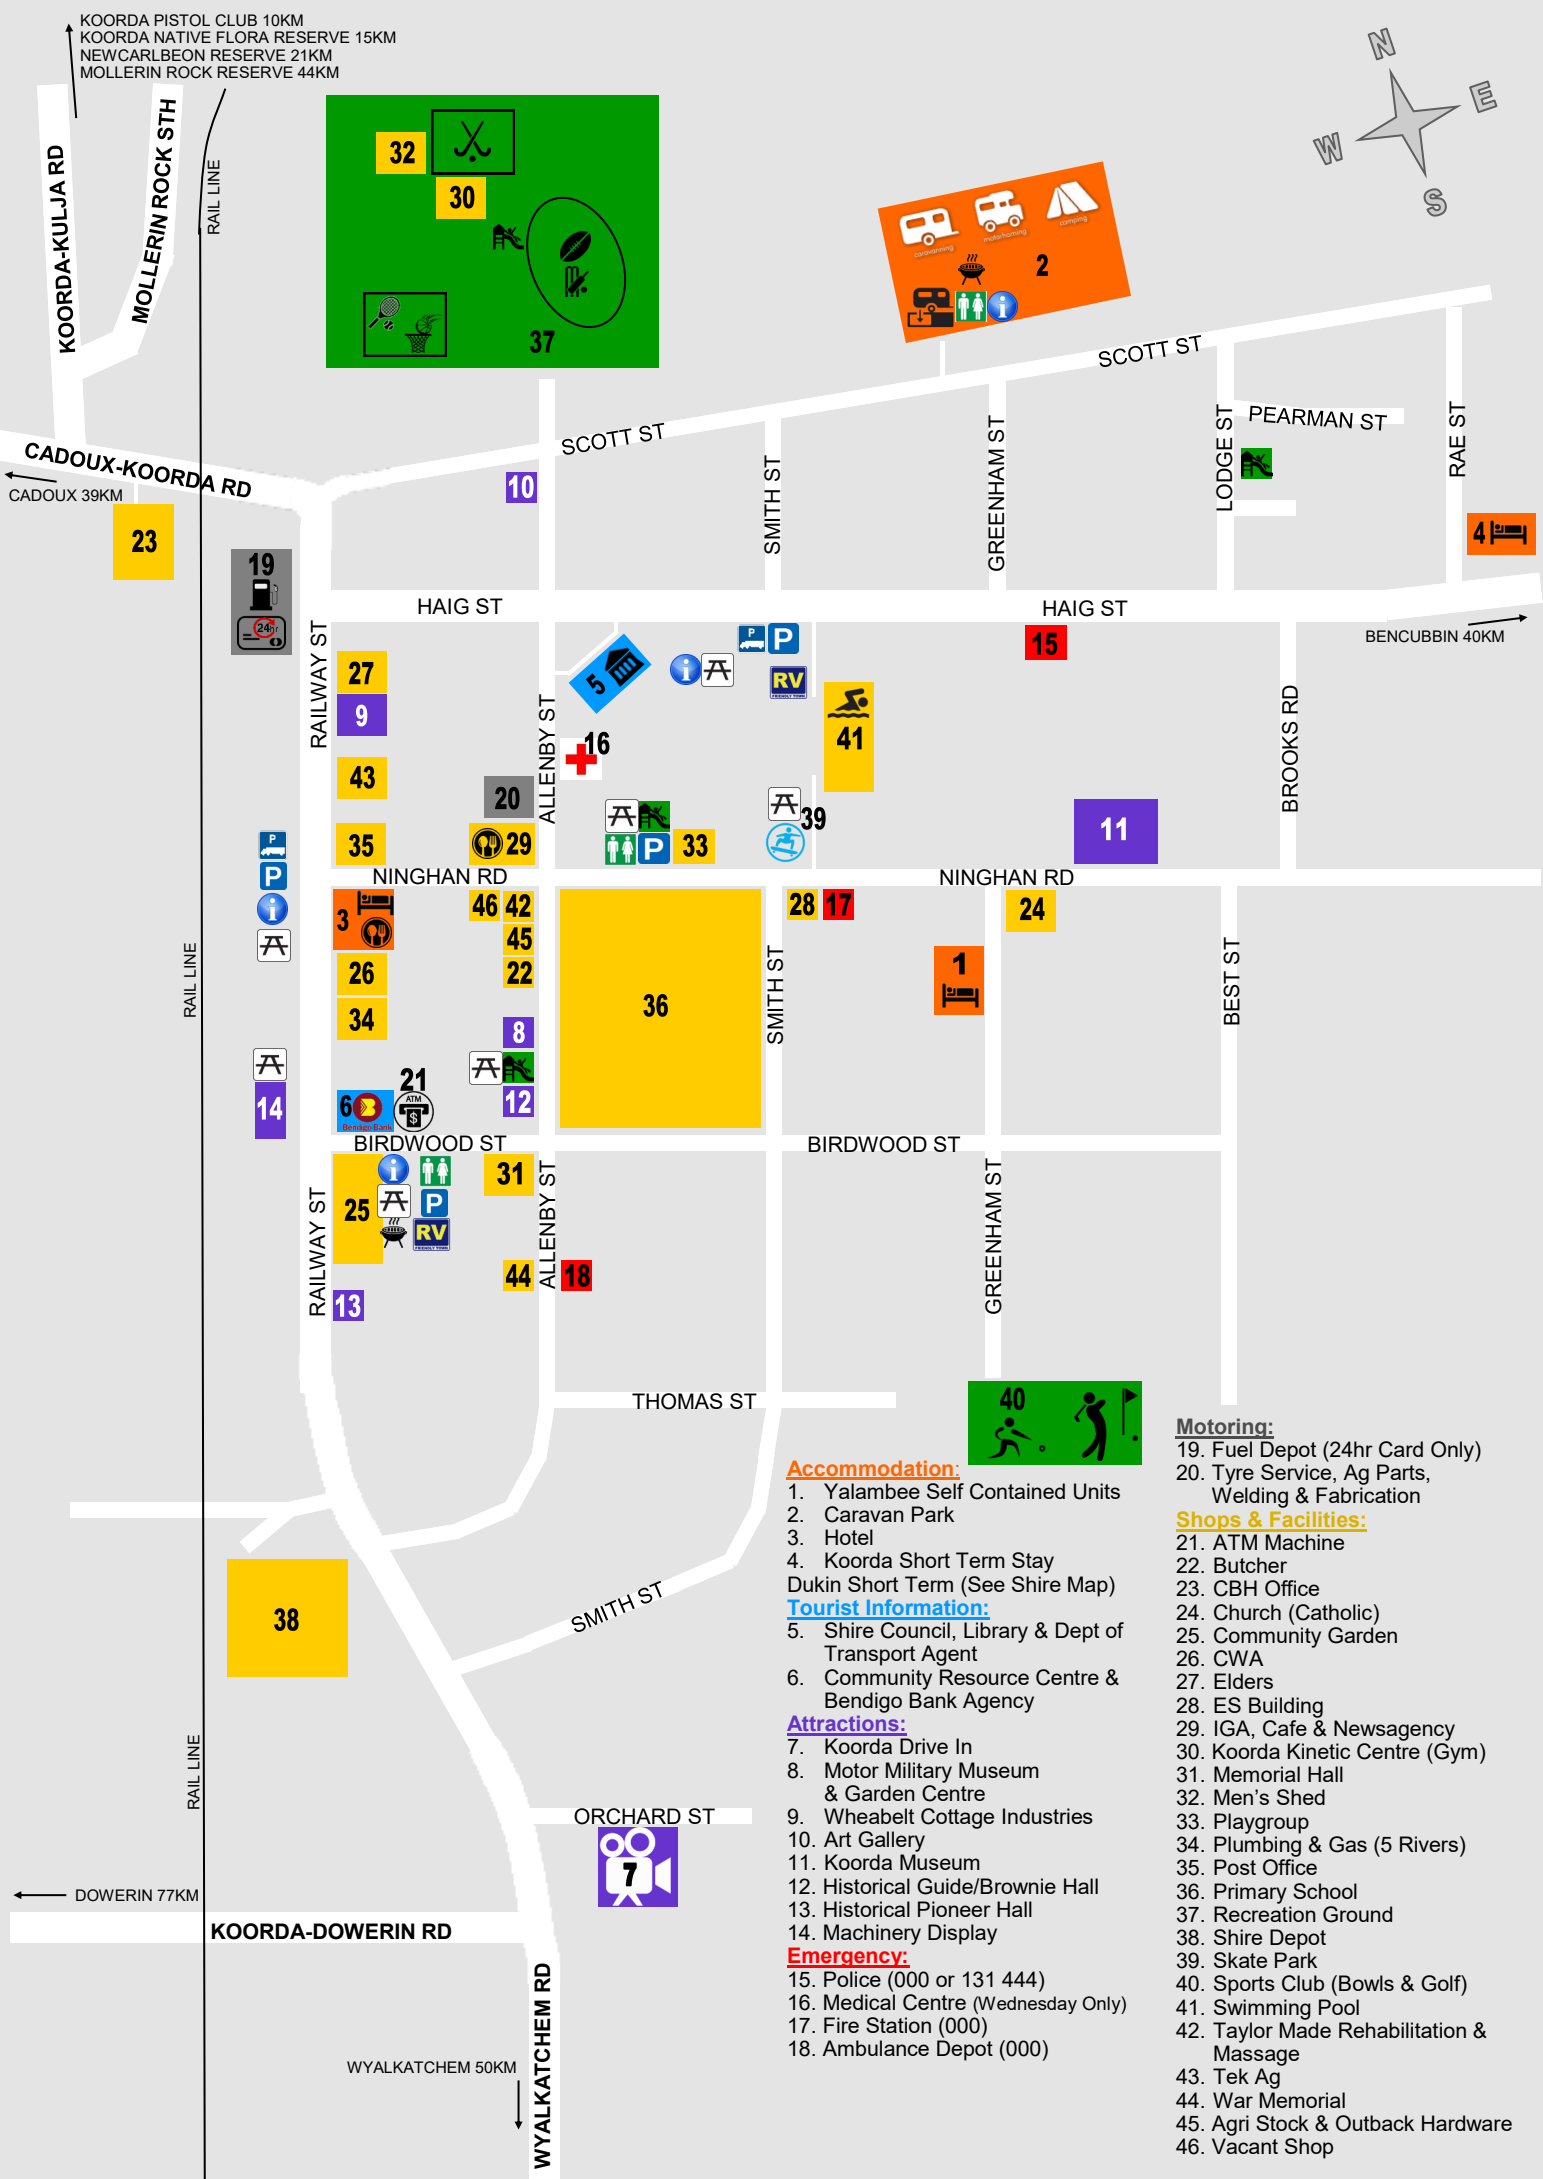 KOORDA PISTOL CLUB 10KM
KOORDA NATIVE FLORA RESERVE 15KM
NEWCARLBEON RESERVE 21KM
MOLLERIN ROCK RESERVE 44KM
N
E
W
S
KOORDA-KULJA RD
MOLLERIN ROCK STH
RAIL LINE
32
30
37
caravanning
motorhoming
camping
2
SCOTT ST
SCOTT ST
PEARMAN ST
CADOUX-KOORDA RD
CADOUX 39KM
10
SMITH ST
GREENHAM ST
LODGE ST
RAE ST
23
19
24hr
4
HAIG ST
HAIG ST
BENCUBBIN 40KM
RAILWAY ST
27
9
43
35
ALLENBY ST
5
16
20
29
P
P
RV
FRIENDLY TOWN
41
15
BROOKS RD
11
39
P
33
P
P
NINGHAN RD
NINGHAN RD
3
46
42
45
22
26
34
36
28
17
24
1
SMITH ST
BEST ST
RAIL LINE
8
12
14
21
ATM
$
6
B
Bendigo Bank
BIRDWOOD ST
BIRDWOOD ST
25
31
P
RV
FRIENDLY TOWN
RAILWAY ST
ALLENBY ST
GREENHAM ST
44
18
13
THOMAS ST
40
38
SMITH ST
RAIL LINE
ORCHARD ST
7
DOWERIN 77KM
KOORDA-DOWERIN RD
WYALKATCHEM RD
WYALKATCHEM 50KM
Accommodation:
1. Yalambee Self Contained Units
2. Caravan Park
3. Hotel
4. Koorda Short Term Stay
Dukin Short Term (See Shire Map)
Tourist Information:
5. Shire Council, Library & Dept of
Transport Agent
6. Community Resource Centre &
Bendigo Bank Agency
Attractions:
7. Koorda Drive In
8. Motor Military Museum
& Garden Centre
9. Wheabelt Cottage Industries
10. Art Gallery
11. Koorda Museum
12. Historical Guide/Brownie Hall
13. Historical Pioneer Hall
14. Machinery Display
Emergency:
15. Police (000 or 131 444)
16. Medical Centre (Wednesday Only)
17. Fire Station (000)
18. Ambulance Depot (000)
Motoring:
19. Fuel Depot (24hr Card Only)
20. Tyre Service, Ag Parts,
Welding & Fabrication
Shops & Facilities:
21. ATM Machine
22. Butcher
23. CBH Office
24. Church (Catholic)
25. Community Garden
26. CWA
27. Elders
28. ES Building
29. IGA, Cafe & Newsagency
30. Koorda Kinetic Centre (Gym)
31. Memorial Hall
32. Men's Shed
33. Playgroup
34. Plumbing & Gas (5 Rivers)
35. Post Office
36. Primary School
37. Recreation Ground
38. Shire Depot
39. Skate Park
40. Sports Club (Bowls & Golf)
41. Swimming Pool
42. Taylor Made Rehabilitation &
Massage
43. Tek Ag
44. War Memorial
45. Agri Stock & Outback Hardware
46. Vacant Shop